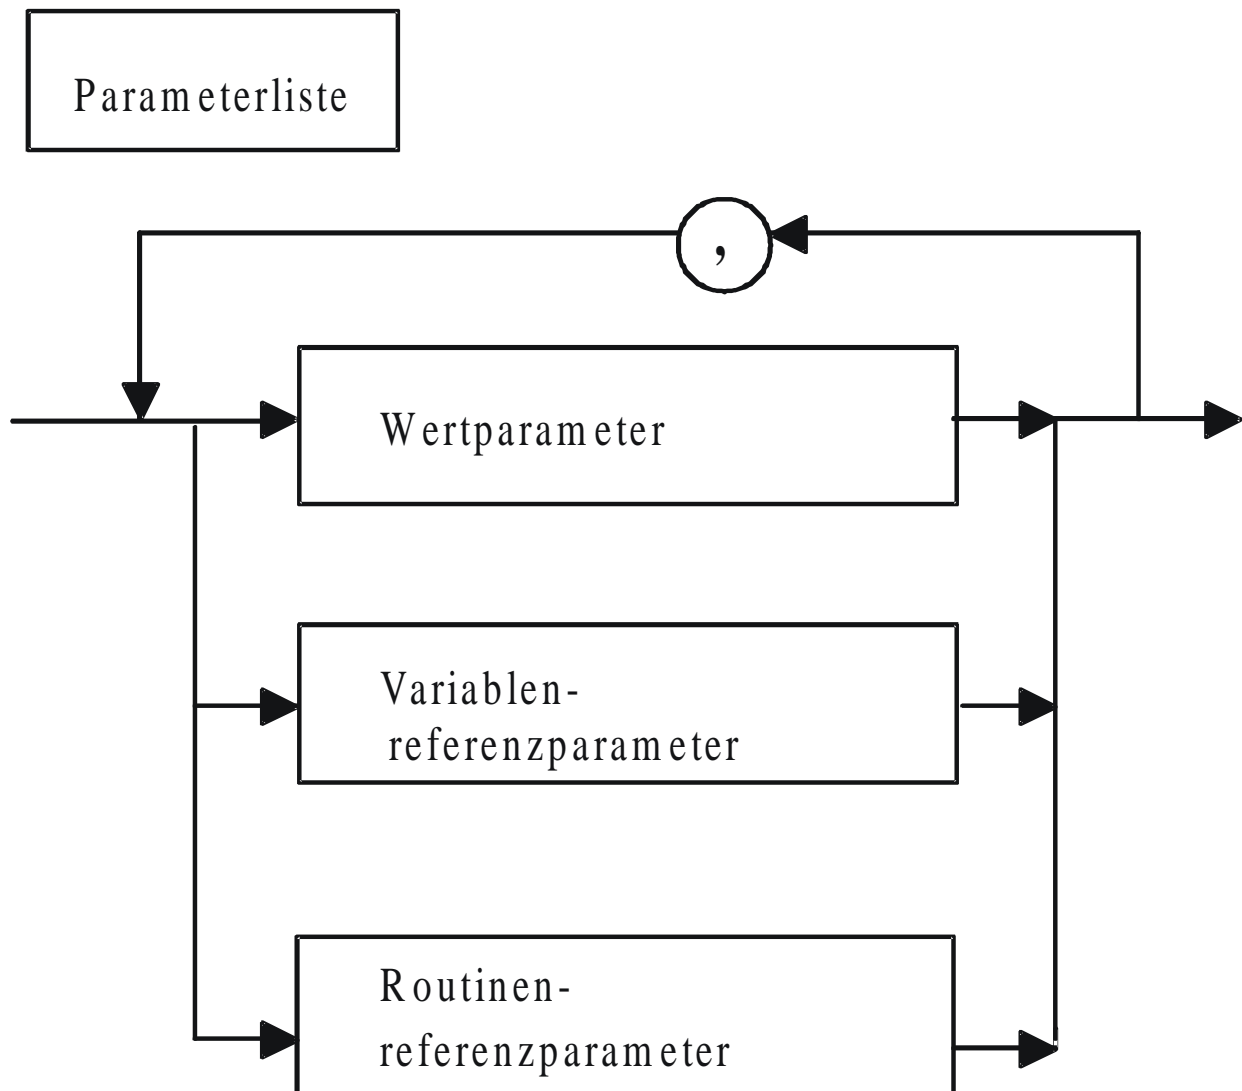 Parameterliste
,
Wertparameter
Variablen-
referenzparameter
Routinen-
referenzparameter